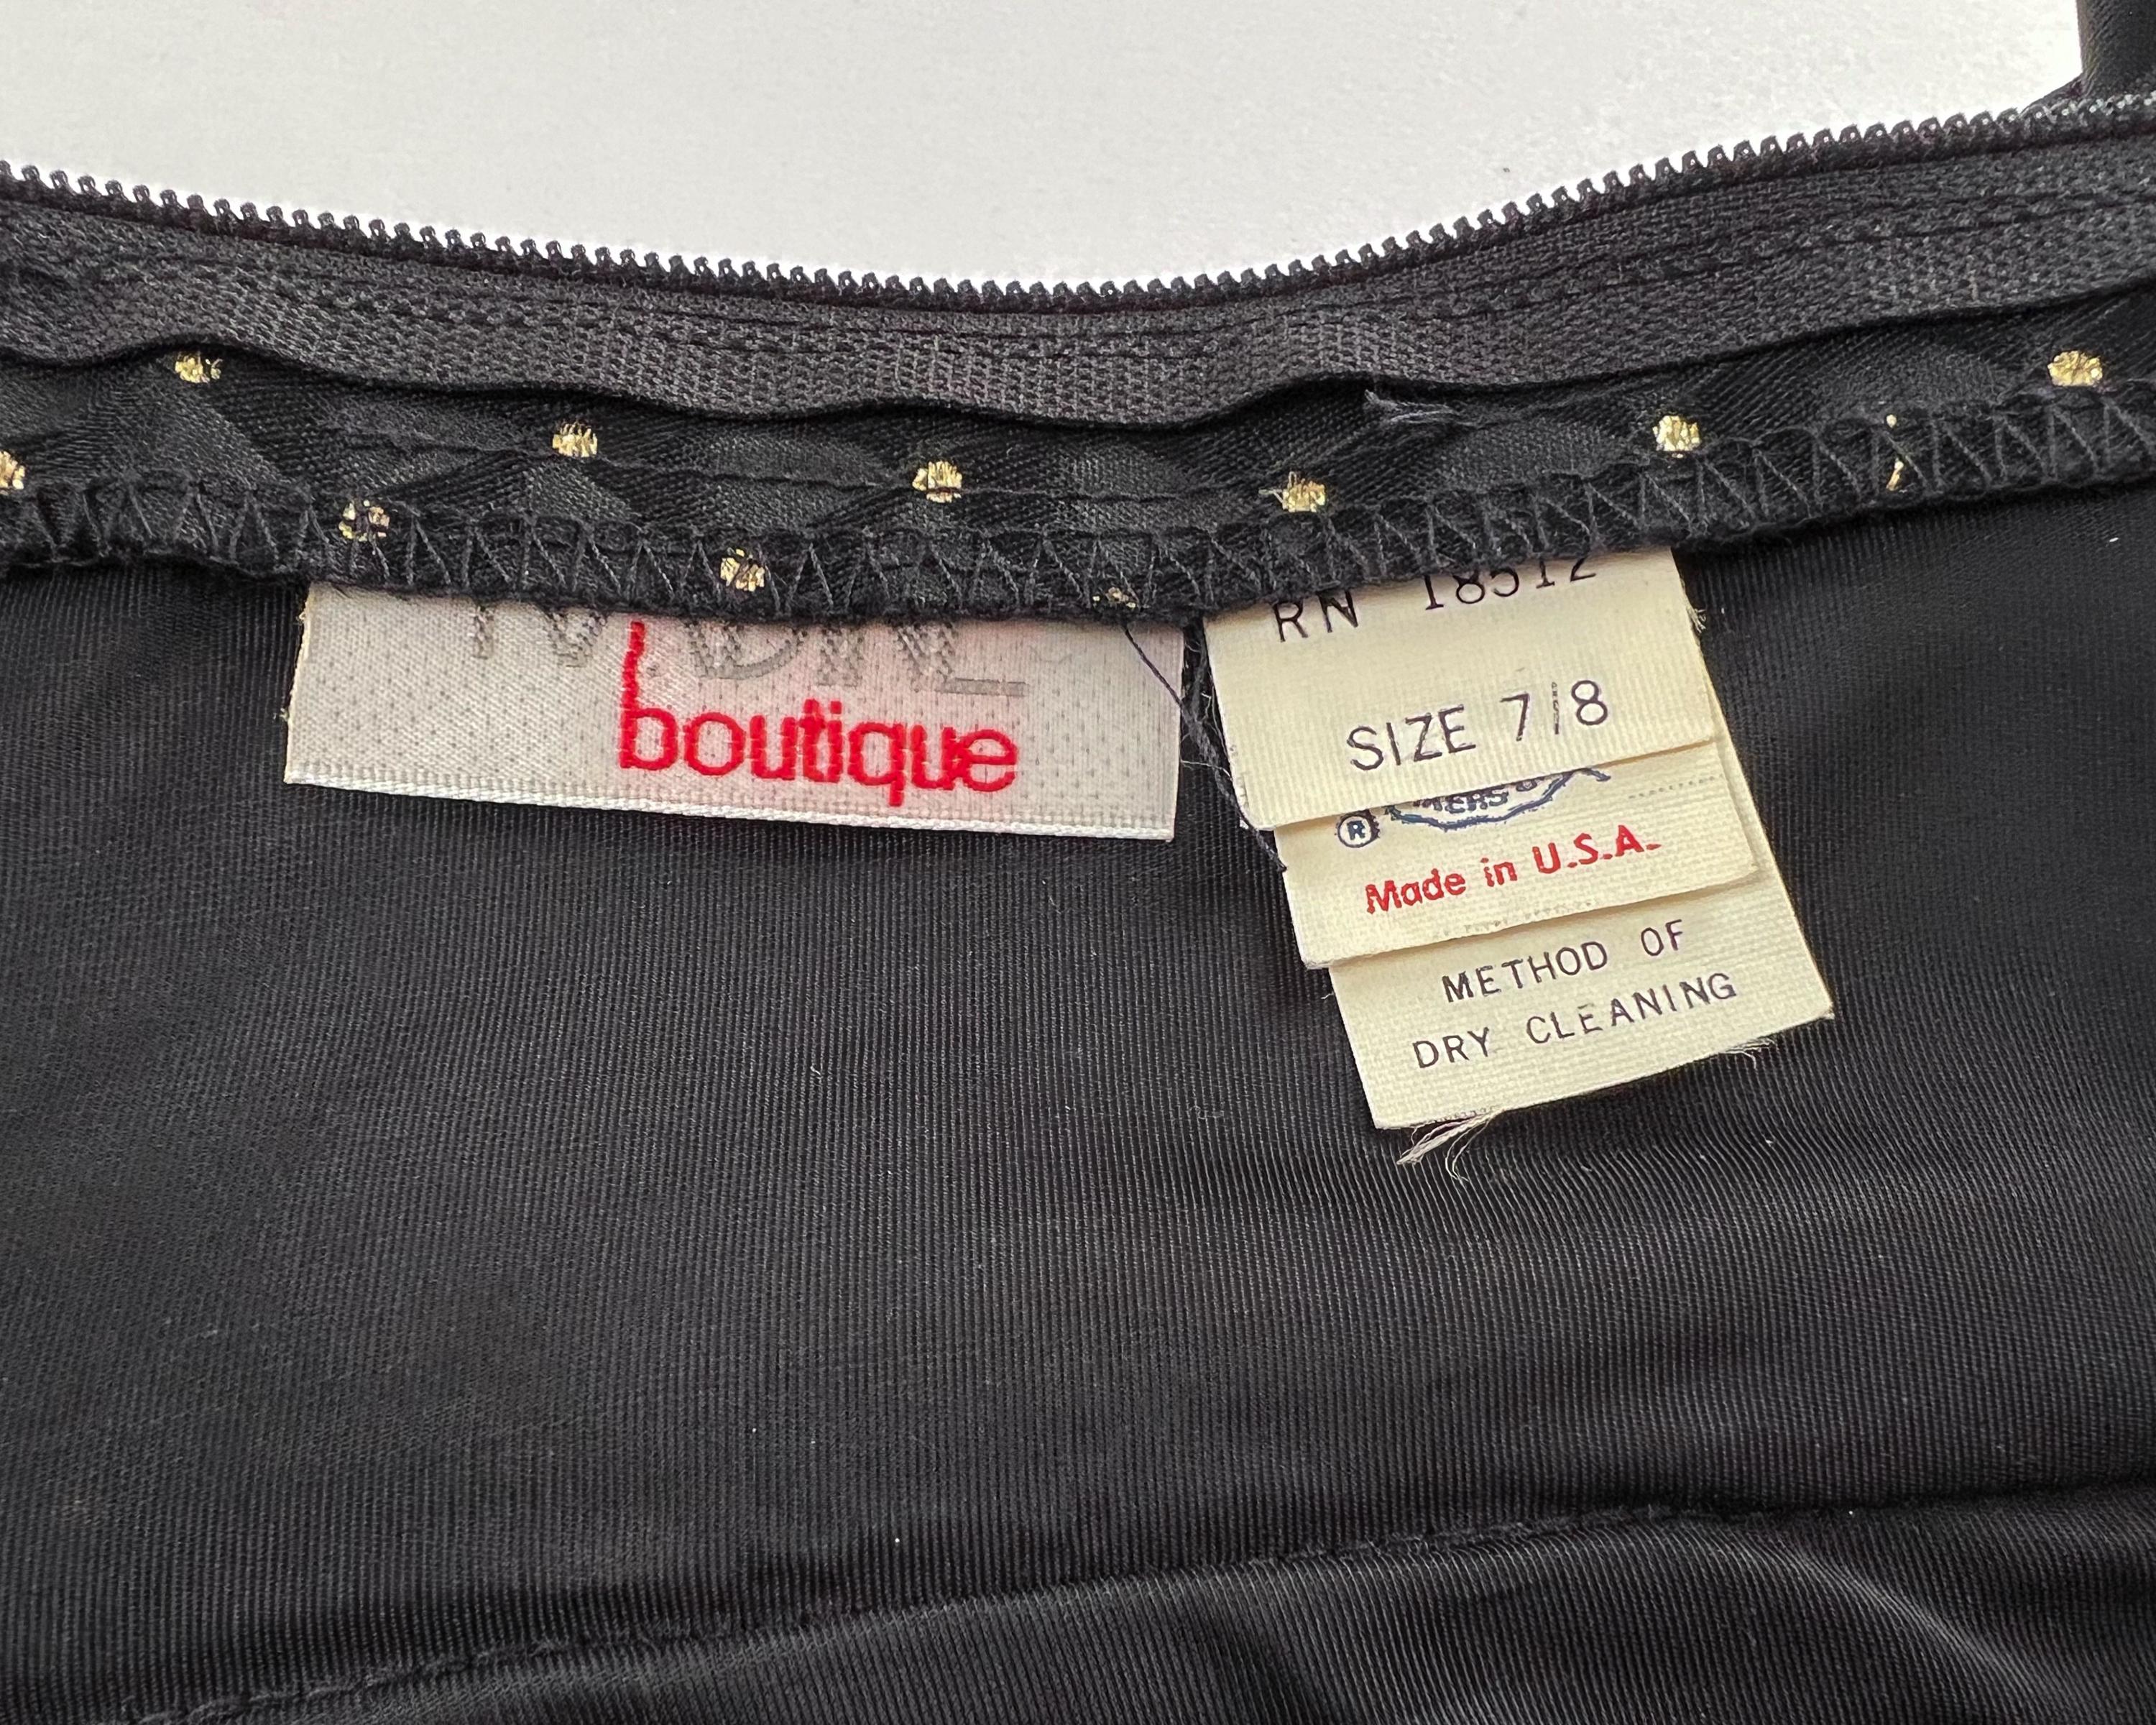 boutique
RN 18512
SIZE 7/8
®
Made in U.S.A.
METHOD OF
DRY CLEANING